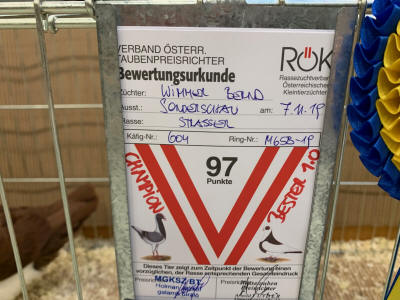 VERBAND ÖSTERR.
TAUBENPREISRICHTER
RÖK
Bewertungsurkunde
Rassezuchtverband
Österreichischer
Kleintierzüchter
Züchter: WIMMER BERND
Ausst.: SONDERSCHAU am: 7.11.19
Rasse: STRASSER
Käfig-Nr.: 604 Ring-Nr.: M658-19
97
Punkte
CHAMPION
BESTER 1.0
Dieses Tier zeigt zum Zeitpunkt der Bewertung einen
vorzüglichen, der Rasse entsprechenden Gesamteindruck